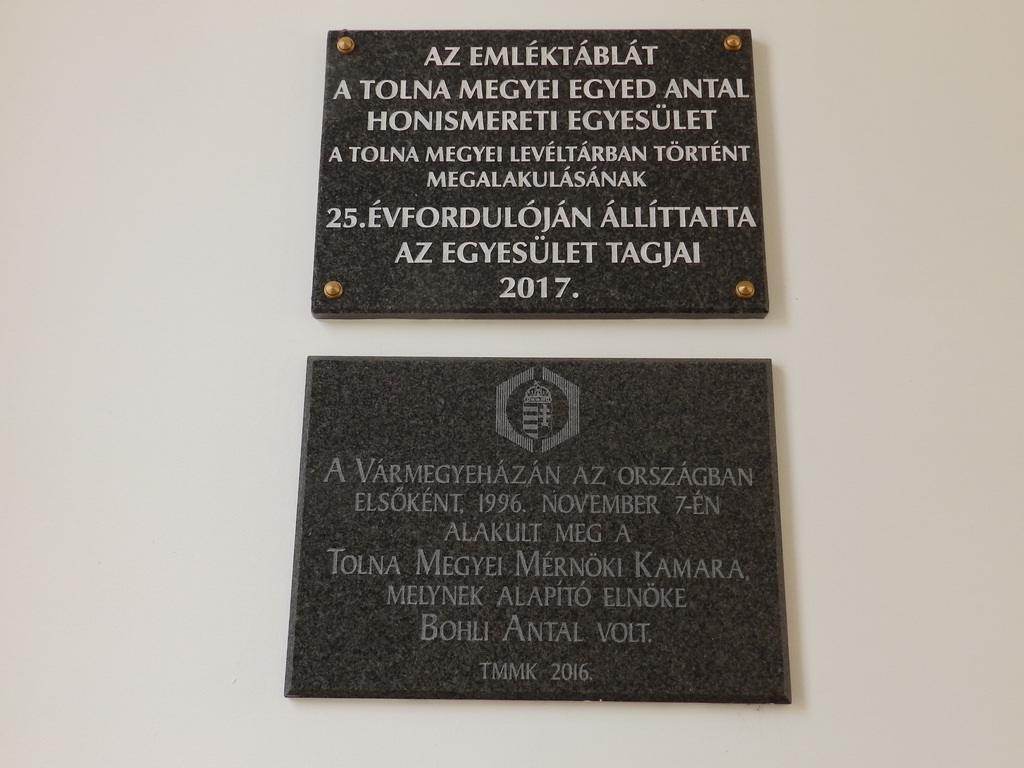 AZ EMLÉKTÁBLÁT
A TOLNA MEGYEI EGYED ANTAL
HONISMERETI EGYESÜLET
A TOLNA MEGYEI LEVÉLTÁRBAN TÖRTÉNT
MEGALAKULÁSÁNAK
25.ÉVFORDULÓJÁN ÁLLÍTTATTA
AZ EGYESÜLET TAGJAI
2017.
A VÁRMEGYEHÁZÁN AZ ORSZÁGBAN
ELSŐKÉNT, 1996. NOVEMBER 7-ÉN
ALAKULT MEG A
TOLNA MEGYEI MÉRNÖKI KAMARA,
MELYNEK ALAPÍTÓ ELNÖKE
BOHLI ANTAL VOLT.
TMMK 2016.